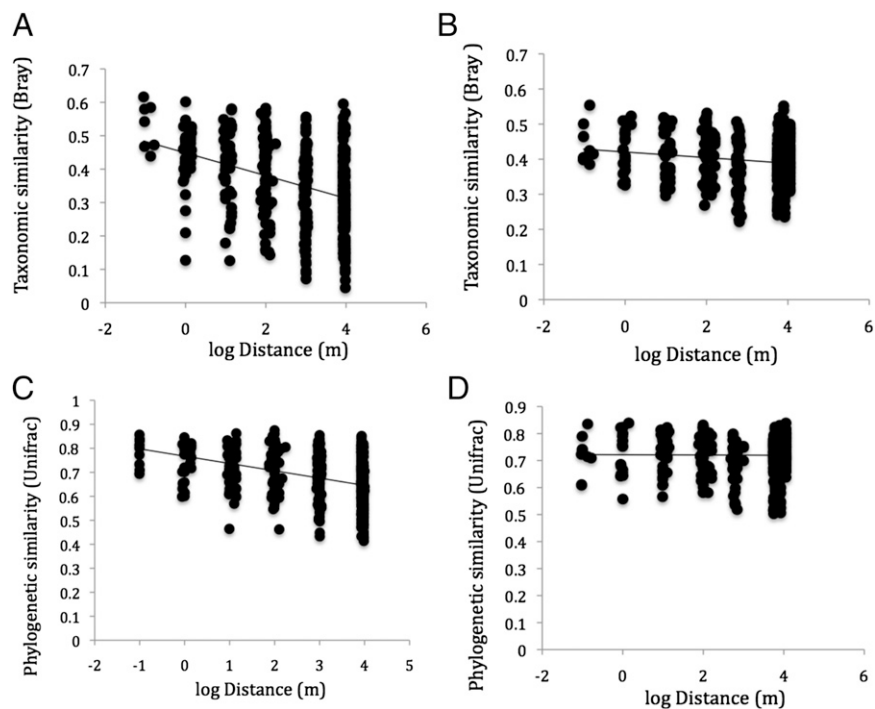 A
Taxonomic similarity (Bray)
0.7
0.6
0.5
0.4
0.3
0.2
0.1
0
-2 0 2 4 6
log Distance (m)
B
Taxonomic similarity (Bray )
0.7
0.6
0.5
0.4
0.3
0.2
0.1
0
-2 0 2 4 6
log Distance (m)
C
Phylogenetic similarity (Unifrac)
1
0.9
0.8
0.7
0.6
0.5
0.4
0.3
0.2
0.1
0
-2 -1 0 1 2 3 4 5
log Distance (m)
D
Phylogenetic similarity (Unifrac)
0.9
0.8
0.7
0.6
0.5
0.4
0.3
0.2
0.1
0
-2 0 2 4 6
log Distance (m)